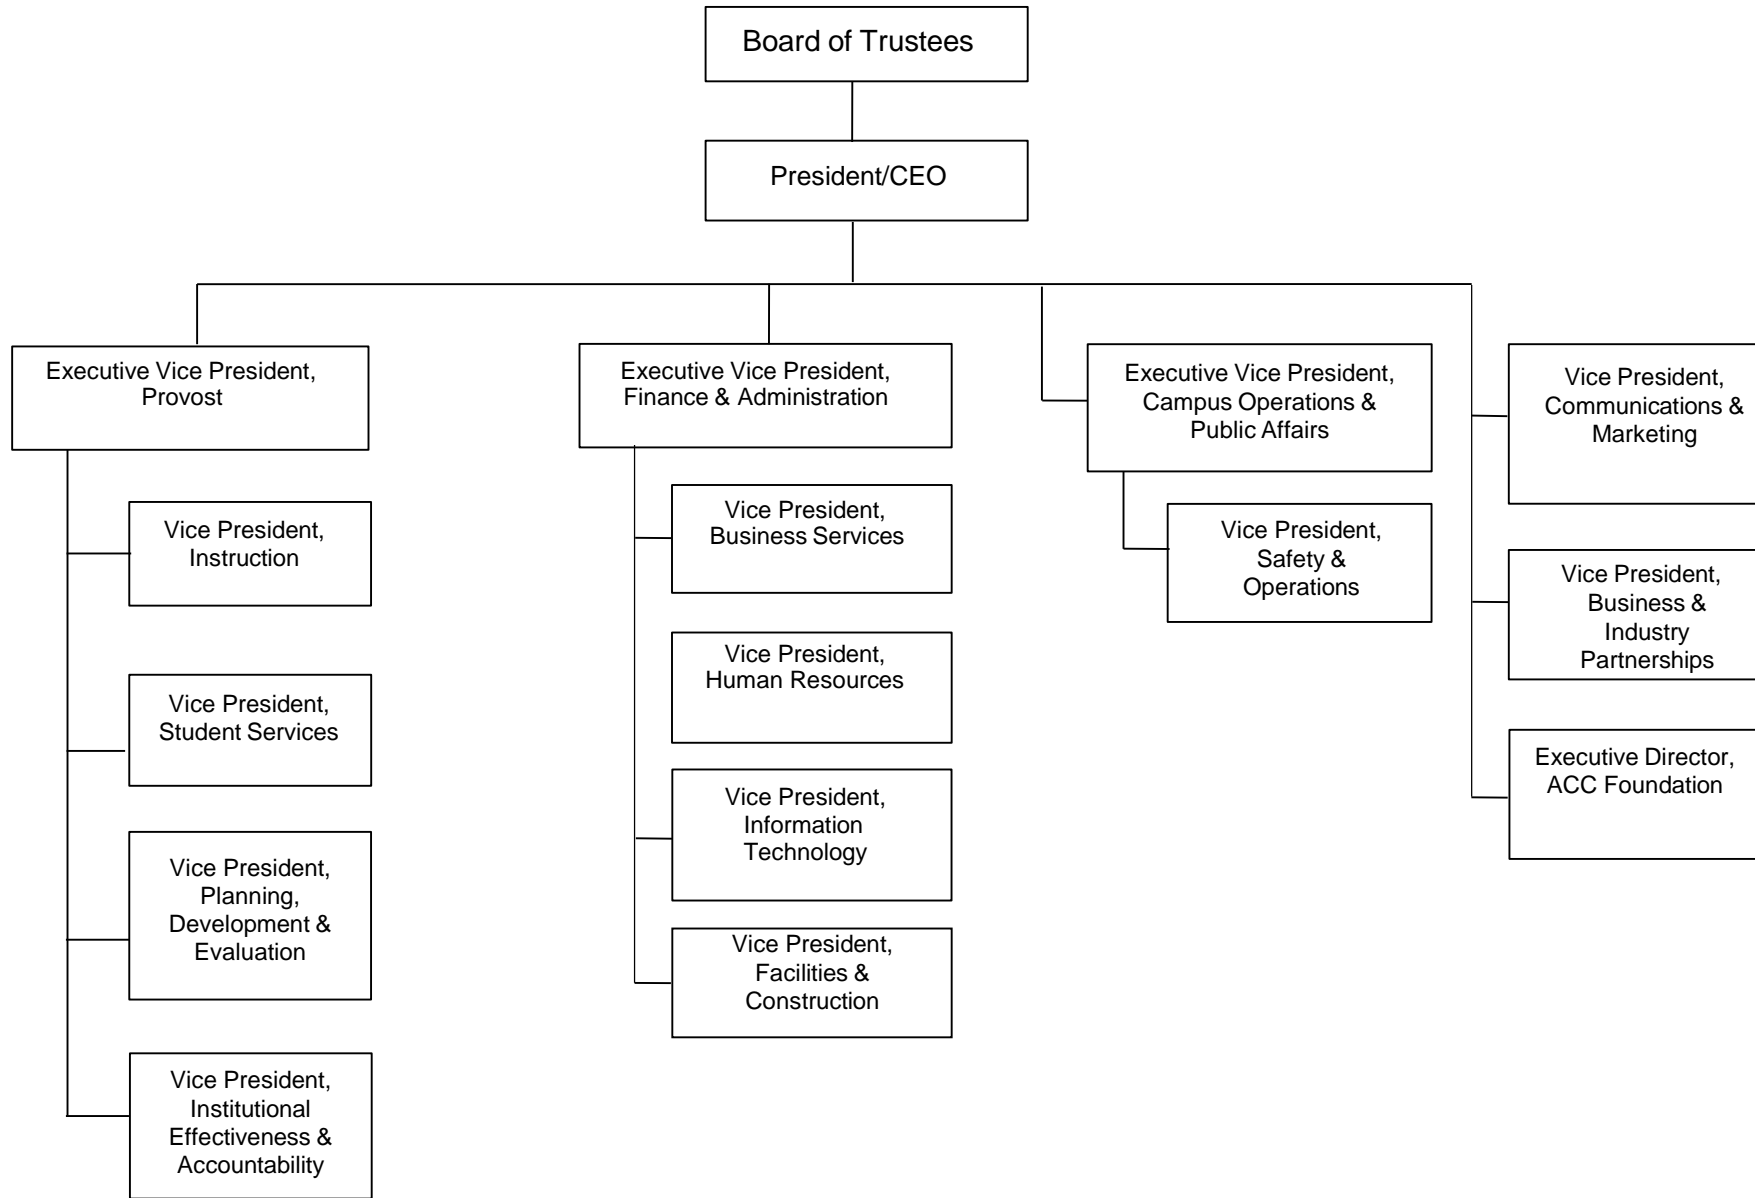 Board of Trustees
President/CEO
Executive Vice President,
Provost
Vice President,
Instruction
Vice President,
Student Services
Vice President,
Planning,
Development &
Evaluation
Vice President,
Institutional
Effectiveness &
Accountability
Executive Vice President,
Finance & Administration
Vice President,
Business Services
Vice President,
Human Resources
Vice President,
Information
Technology
Vice President,
Facilities &
Construction
Executive Vice President,
Campus Operations &
Public Affairs
Vice President,
Safety &
Operations
Vice President,
Communications &
Marketing
Vice President,
Business &
Industry
Partnerships
Executive Director,
ACC Foundation